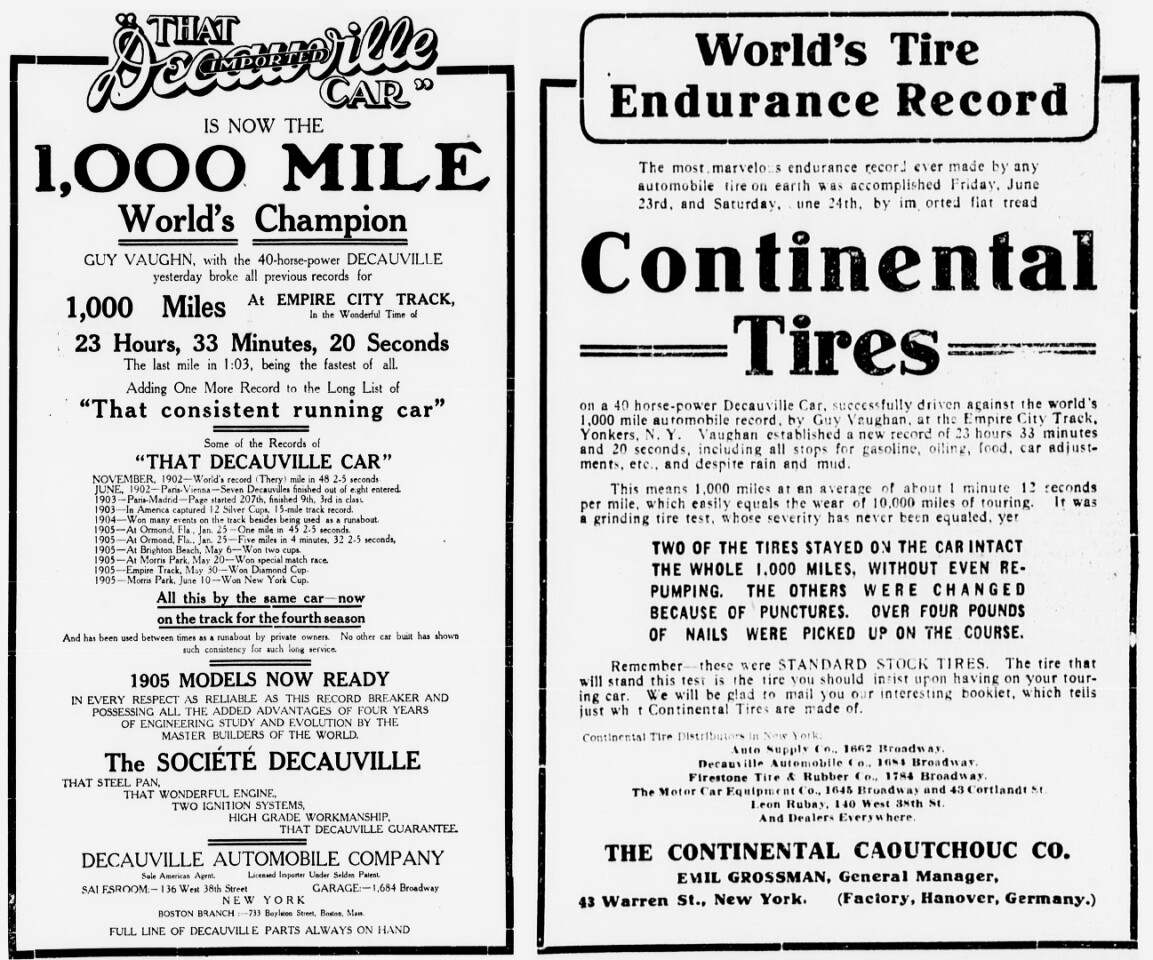 "THAT
Decauville
IMPORTED
CAR"
IS NOW THE
1,000 MILE
World's Champion
GUY VAUGHN, with the 40-horse-power DECAUVILLE
yesterday broke all previous records for
1,000 Miles At EMPIRE CITY TRACK,
In the Wonderful Time of
23 Hours, 33 Minutes, 20 Seconds
The last mile in 1:03, being the fastest of all.
Adding One More Record to the Long List of
"That consistent running car"
Some of the Records of
"THAT DECAUVILLE CAR"
NOVEMBER, 1902—World's record (Thery) mile in 48 2-5 seconds
JUNE, 1902—Paris-Vienna—Seven Decauvilles finished out of eight entered.
1903—Paris-Madrid—Page started 207th, finished 9th, 3rd in class.
1903—In America captured 12 Silver Cups, 15-mile track record.
1904—Won many events on the track besides being used as a runabout.
1905—At Ormond, Fla., Jan. 25—One mile in 45 2-5 seconds.
1905—At Ormond, Fla., Jan. 25—Five miles in 4 minutes, 32 2-5 seconds,
1905—At Brighton Beach, May 6—Won two cups.
1905—At Morris Park, May 20—Won special match race.
1905—Empire Track, May 30—Won Diamond Cup.
1905—Morris Park, June 10—Won New York Cup.
All this by the same car—now
on the track for the fourth season
And has been used between times as a runabout by private owners. No other car built has shown
such consistency for such long service.
1905 MODELS NOW READY
IN EVERY RESPECT AS RELIABLE AS THIS RECORD BREAKER AND
POSSESSING ALL THE ADDED ADVANTAGES OF FOUR YEARS
OF ENGINEERING STUDY AND EVOLUTION BY THE
MASTER BUILDERS OF THE WORLD.
The SOCIÉTÉ DECAUVILLE
THAT STEEL PAN,
THAT WONDERFUL ENGINE,
TWO IGNITION SYSTEMS,
HIGH GRADE WORKMANSHIP,
THAT DECAUVILLE GUARANTEE.
DECAUVILLE AUTOMOBILE COMPANY
Sole American Agent. Licensed Importer Under Selden Patent.
SALESROOM:—136 West 38th Street GARAGE:—1,684 Broadway
NEW YORK
BOSTON BRANCH:—733 Boylston Street, Boston, Mass.
FULL LINE OF DECAUVILLE PARTS ALWAYS ON HAND
World's Tire
Endurance Record
The most marvelous endurance record ever made by any
automobile tire on earth was accomplished Friday, June
23rd, and Saturday, une 24th, by im orted flat tread
Continental
Tires
on a 40 horse-power Decauville Car, successfully driven against the world's
1,000 mile automobile record, by Guy Vaughan, at the Empire City Track,
Yonkers, N. Y. Vaughan established a new record of 23 hours 33 minutes
and 20 seconds, including all stops for gasoline, oiling, food, car adjust-
ments, etc., and despite rain and mud.
This means 1,000 miles at an average of about 1 minute 12 seconds
per mile, which easily equals the wear of 10,000 miles of touring. It was
a grinding tire test, whose severity has never been equaled, yet
TWO OF THE TIRES STAYED ON THE CAR INTACT
THE WHOLE 1,000 MILES, WITHOUT EVEN RE-
PUMPING. THE OTHERS WERE CHANGED
BECAUSE OF PUNCTURES. OVER FOUR POUNDS
OF NAILS WERE PICKED UP ON THE COURSE.
Remember—these were STANDARD STOCK TIRES. The tire that
will stand this test is the tire you should insist upon having on your tour-
ing car. We will be glad to mail you our interesting booklet, which tells
just wh t Continental Tires are made of.
Continental Tire Distributors in New York:
Auto Supply Co., 1662 Broadway.
Decauville Automobile Co., 1684 Broadway.
Firestone Tire & Rubber Co., 1784 Broadway.
The Motor Car Equipment Co., 1645 Broadway and 43 Cortlandt St.
Leon Rubay, 140 West 38th St.
And Dealers Everywhere.
THE CONTINENTAL CAOUTCHOUC CO.
EMIL GROSSMAN, General Manager,
43 Warren St., New York. (Factory, Hanover, Germany.)